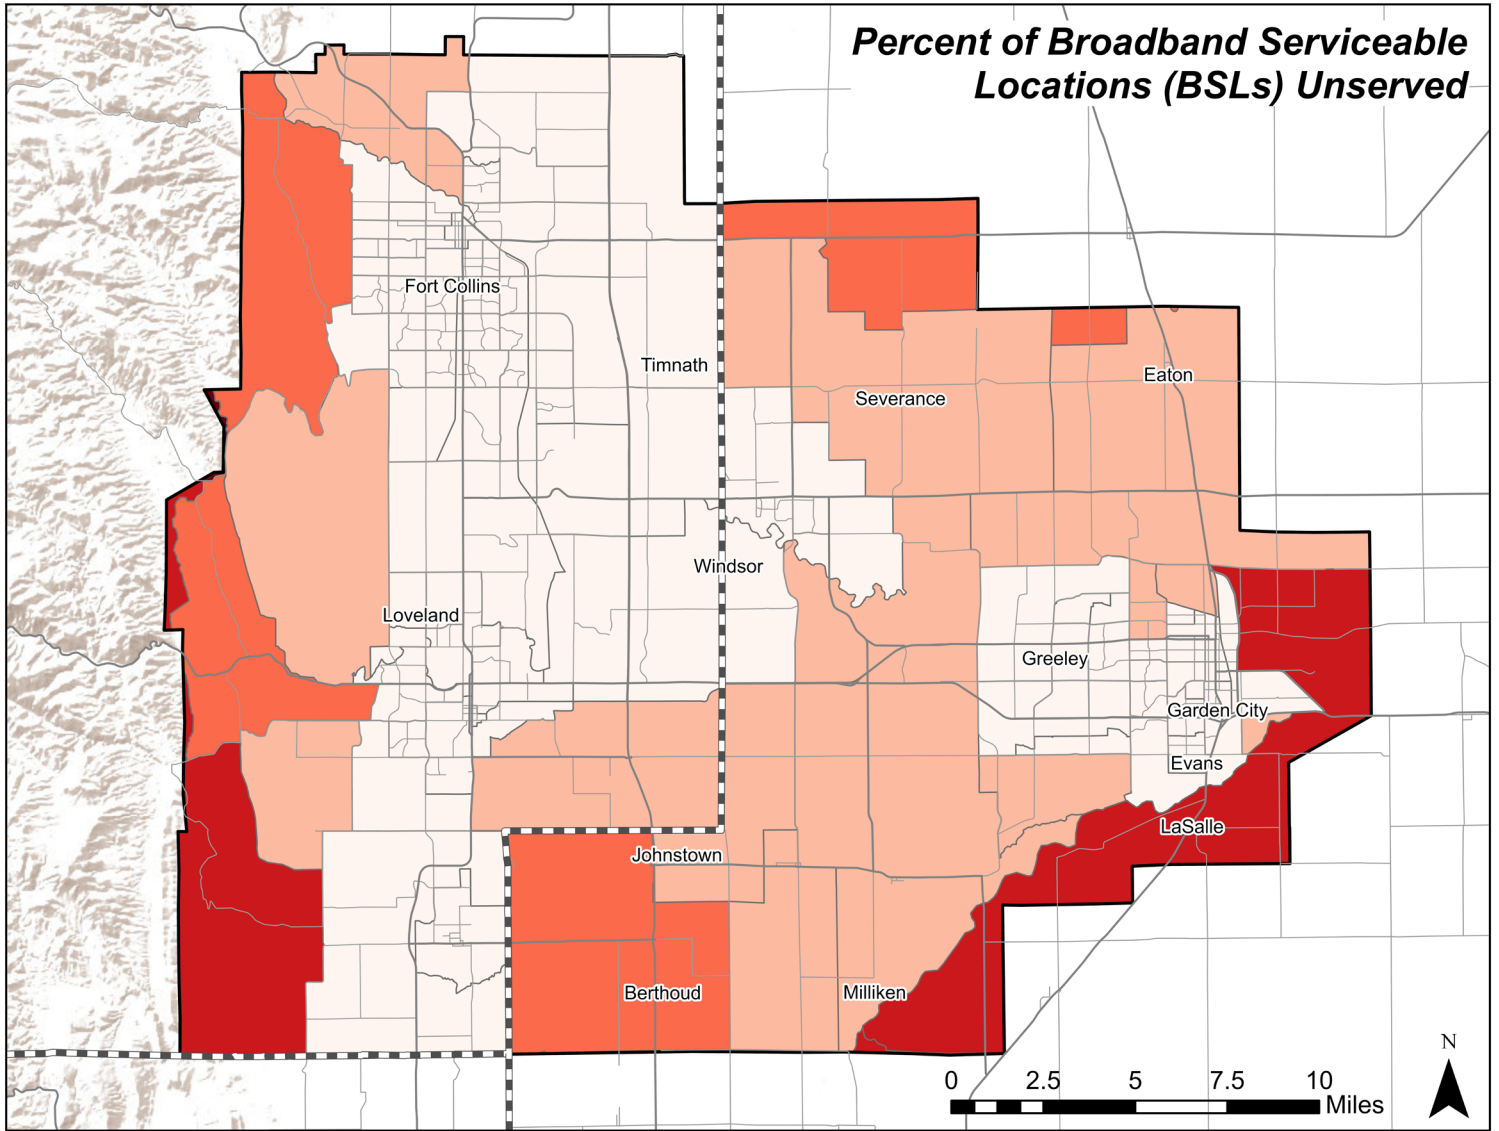 Percent of Broadband Serviceable
Locations (BSLs) Unserved
Fort Collins
Timnath
Eaton
Severance
Windsor
Loveland
Greeley
Garden City
Evans
LaSalle
Johnstown
Berthoud
Milliken
N
0 2.5 5 7.5 10
Miles